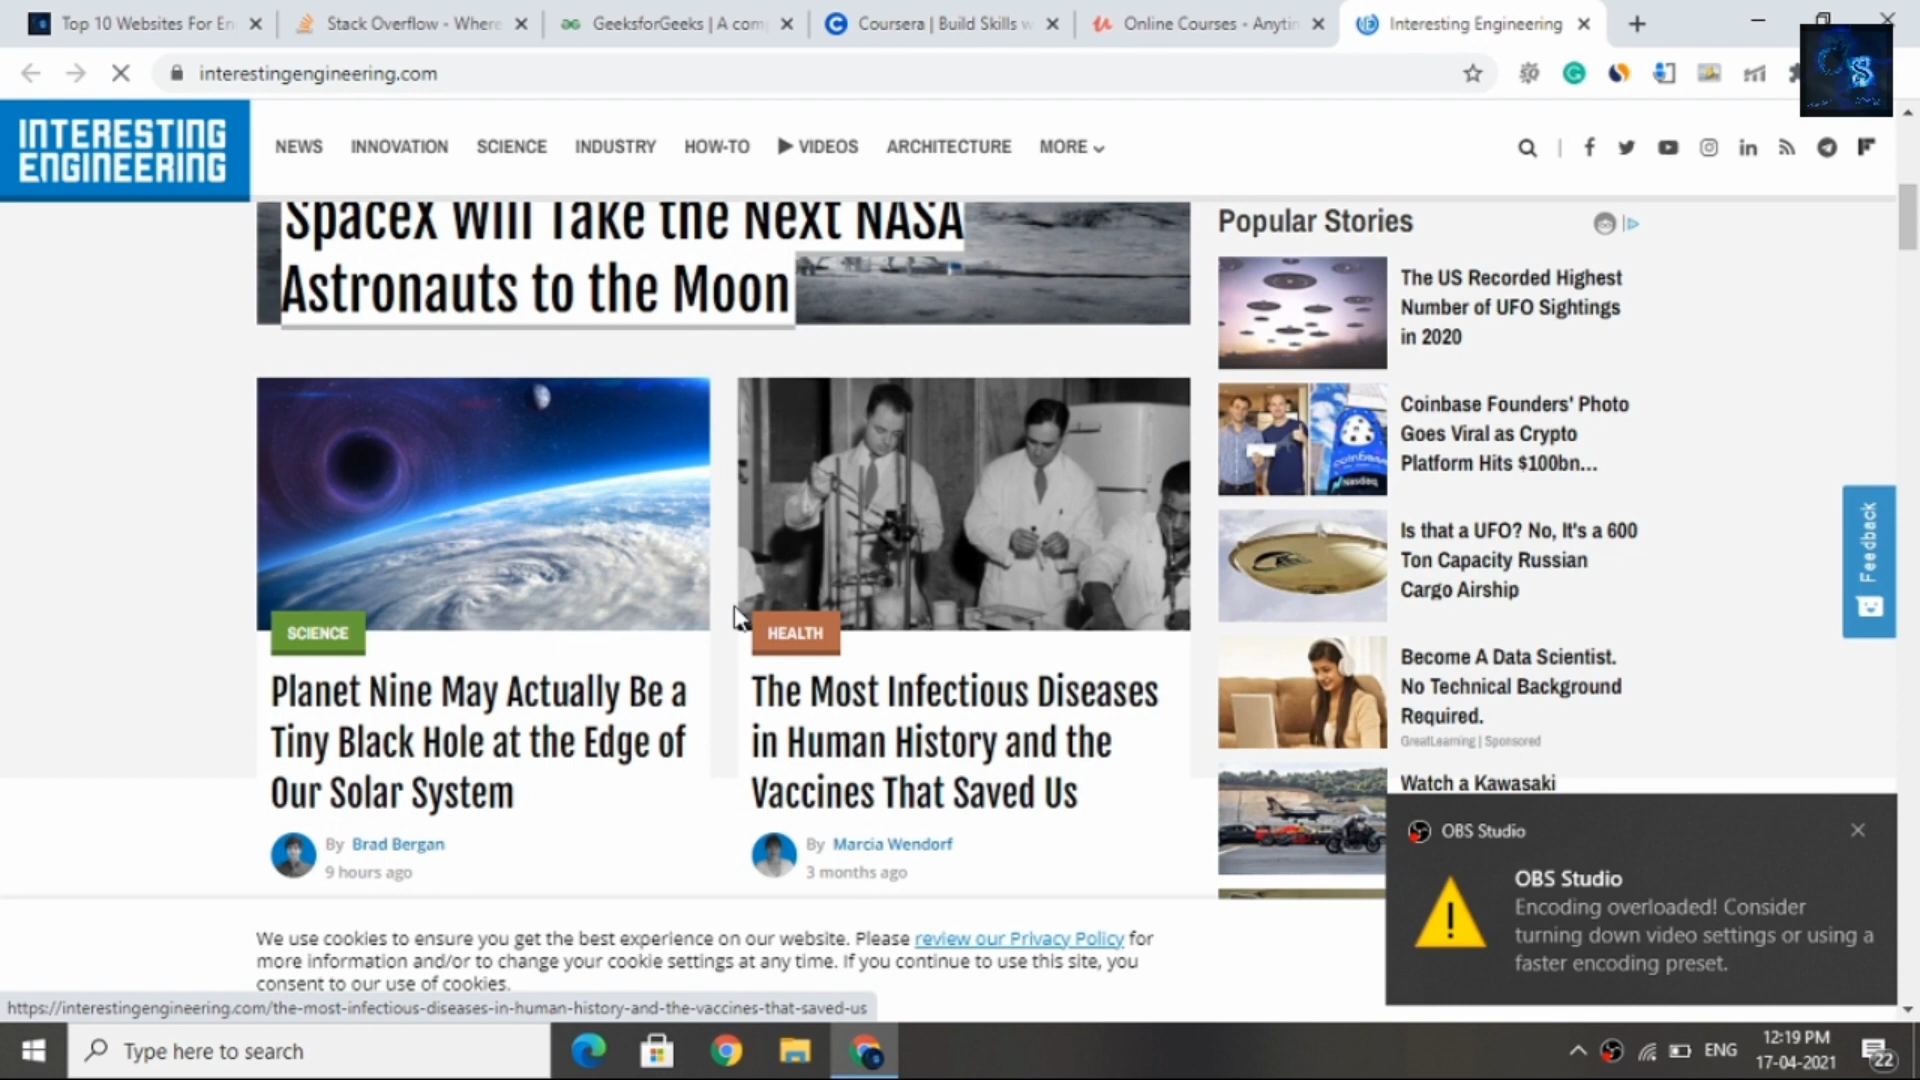 Top 10 Websites For En
Stack Overflow - Where
GeeksforGeeks | A com
Coursera | Build Skills w
Online Courses - Anytin
Interesting Engineering
interestingengineering.com
INTERESTING
ENGINEERING
NEWS
INNOVATION
SCIENCE
INDUSTRY
HOW-TO
VIDEOS
ARCHITECTURE
MORE
SpaceX Will Take the Next NASA
Astronauts to the Moon
SCIENCE
Planet Nine May Actually Be a
Tiny Black Hole at the Edge of
Our Solar System
By Brad Bergan
9 hours ago
HEALTH
The Most Infectious Diseases
in Human History and the
Vaccines That Saved Us
By Marcia Wendorf
3 months ago
Popular Stories
The US Recorded Highest
Number of UFO Sightings
in 2020
Coinbase Founders' Photo
Goes Viral as Crypto
Platform Hits $100bn...
coinbase
Nasdaq
Is that a UFO? No, It's a 600
Ton Capacity Russian
Cargo Airship
Become A Data Scientist.
No Technical Background
Required.
GreatLearning | Sponsored
Watch a Kawasaki
Feedback
OBS Studio
OBS Studio
Encoding overloaded! Consider
turning down video settings or using a
faster encoding preset.
We use cookies to ensure you get the best experience on our website. Please review our Privacy Policy for
more information and/or to change your cookie settings at any time. If you continue to use this site, you
consent to our use of cookies.
https://interestingengineering.com/the-most-infectious-diseases-in-human-history-and-the-vaccines-that-saved-us
Type here to search
ENG
12:19 PM
17-04-2021
22